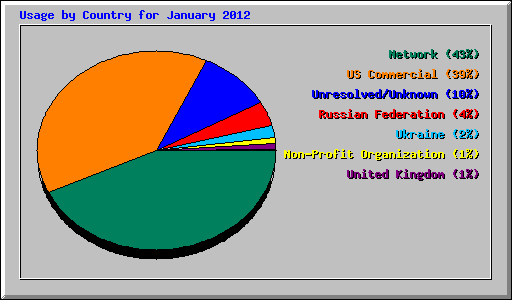 Usage by Country for January 2012
Network (43%)
US Commercial (39%)
Unresolved/Unknown (10%)
Russian Federation (4%)
Ukraine (2%)
Non-Profit Organization (1%)
United Kingdom (1%)